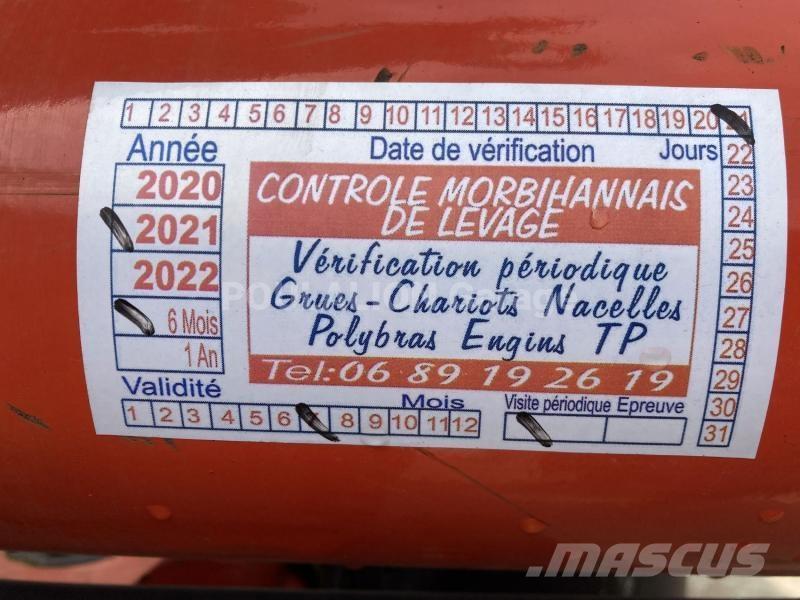 1 2 3 4 5 6 7 8 9 10 11 12 13 14 15 16 17 18 19 20 21
Année Date de vérification Jours 22
2020 CONTROLE MORBIHANNAIS 23
DE LEVAGE 24
2021 Vérification périodique 25
2022 Grues-Chariots Nacelles 26
6 Mois Polybras Engins TP 27
1 An 28
Tel:06 89 19 26 19 29
Validité Mois Visite périodique Epreuve 30
1 2 3 4 5 6 8 9 10 11 12 31
MASCUS